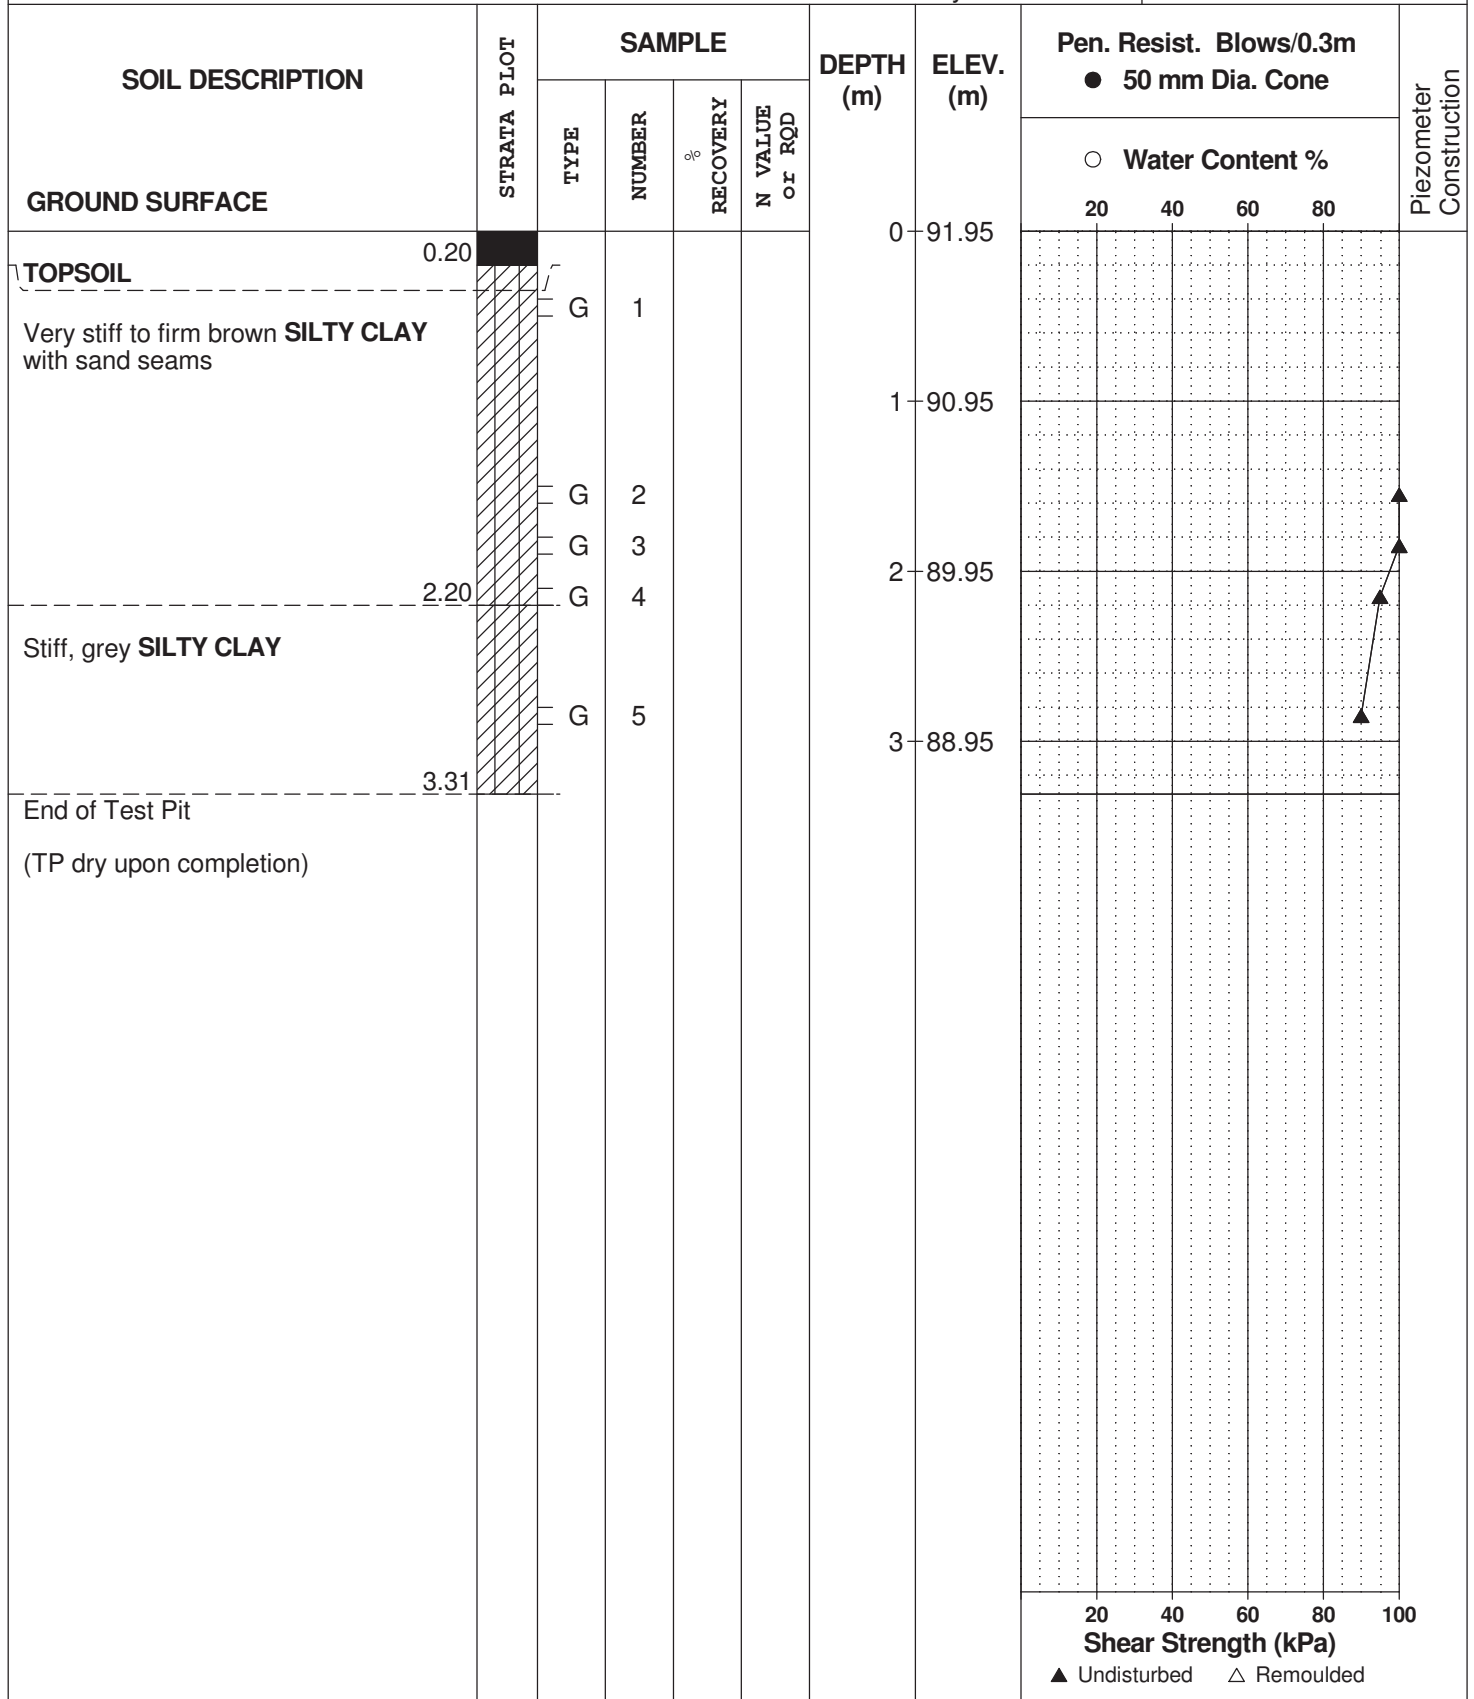 SOIL DESCRIPTION
GROUND SURFACE
STRATA PLOT
SAMPLE
TYPE
NUMBER
%
RECOVERY
N VALUE
or RQD
DEPTH
(m)
ELEV.
(m)
Pen. Resist. Blows/0.3m
● 50 mm Dia. Cone
○ Water Content %
20 40 60 80
Piezometer
Construction
0 91.95
0.20
TOPSOIL
G 1
Very stiff to firm brown SILTY CLAY
with sand seams
1 90.95
G 2
G 3
2 89.95
2.20
G 4
Stiff, grey SILTY CLAY
G 5
3 88.95
3.31
End of Test Pit
(TP dry upon completion)
20 40 60 80 100
Shear Strength (kPa)
▲ Undisturbed △ Remoulded